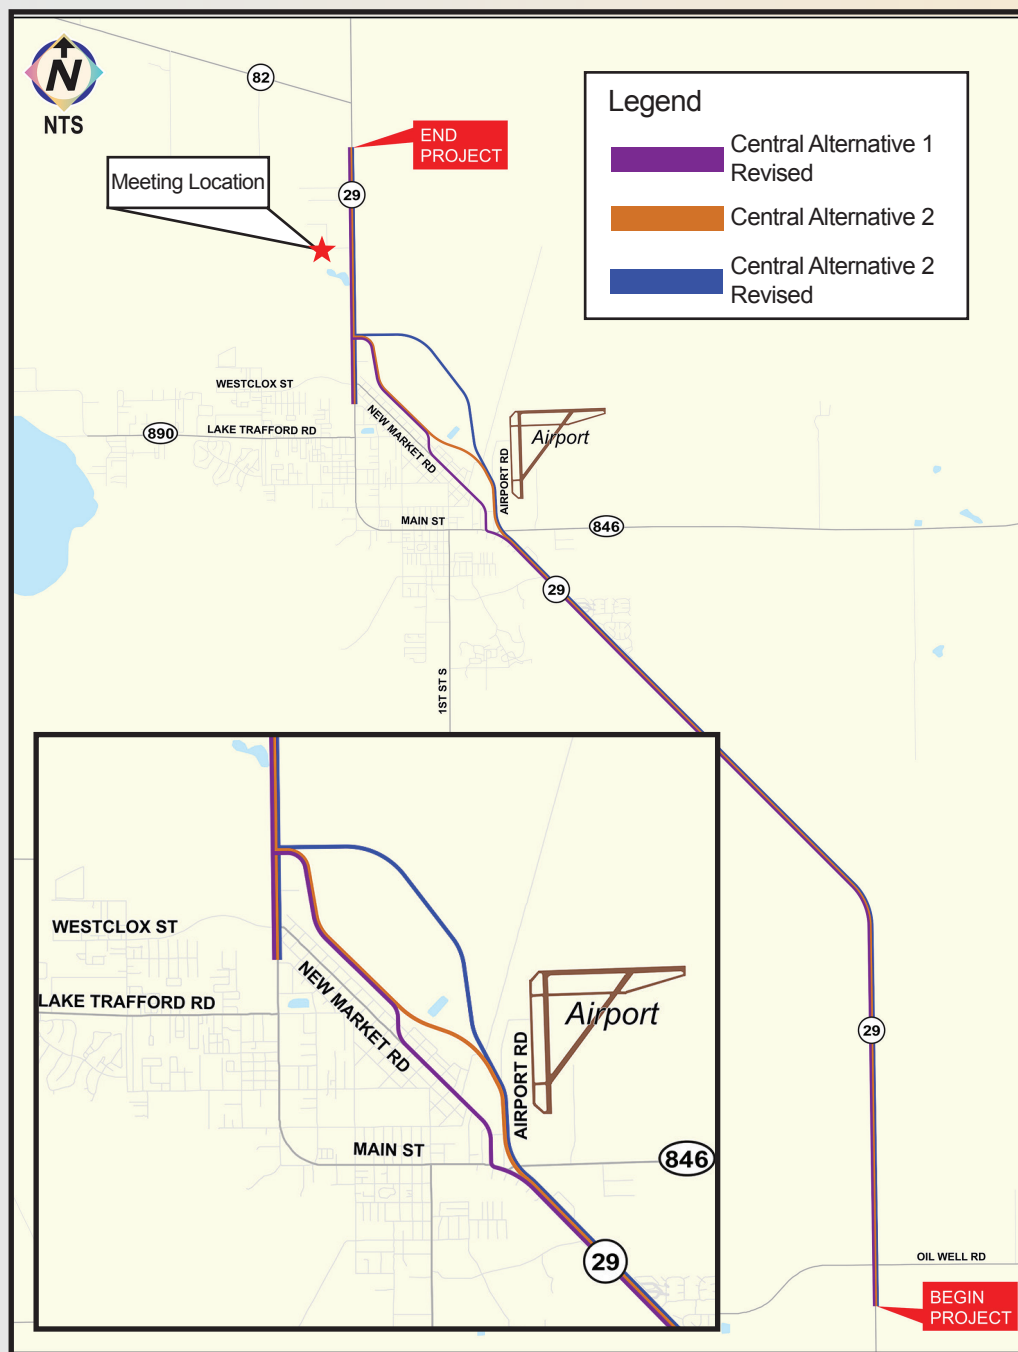 N
NTS
82
END
PROJECT
Meeting Location
29
Legend
Central Alternative 1
Revised
Central Alternative 2
Central Alternative 2
Revised
WESTCLOX ST
890
LAKE TRAFFORD RD
NEW MARKET RD
AIRPORT RD
Airport
MAIN ST
846
29
1ST ST S
WESTCLOX ST
LAKE TRAFFORD RD
NEW MARKET RD
AIRPORT RD
Airport
MAIN ST
846
29
29
OIL WELL RD
BEGIN
PROJECT